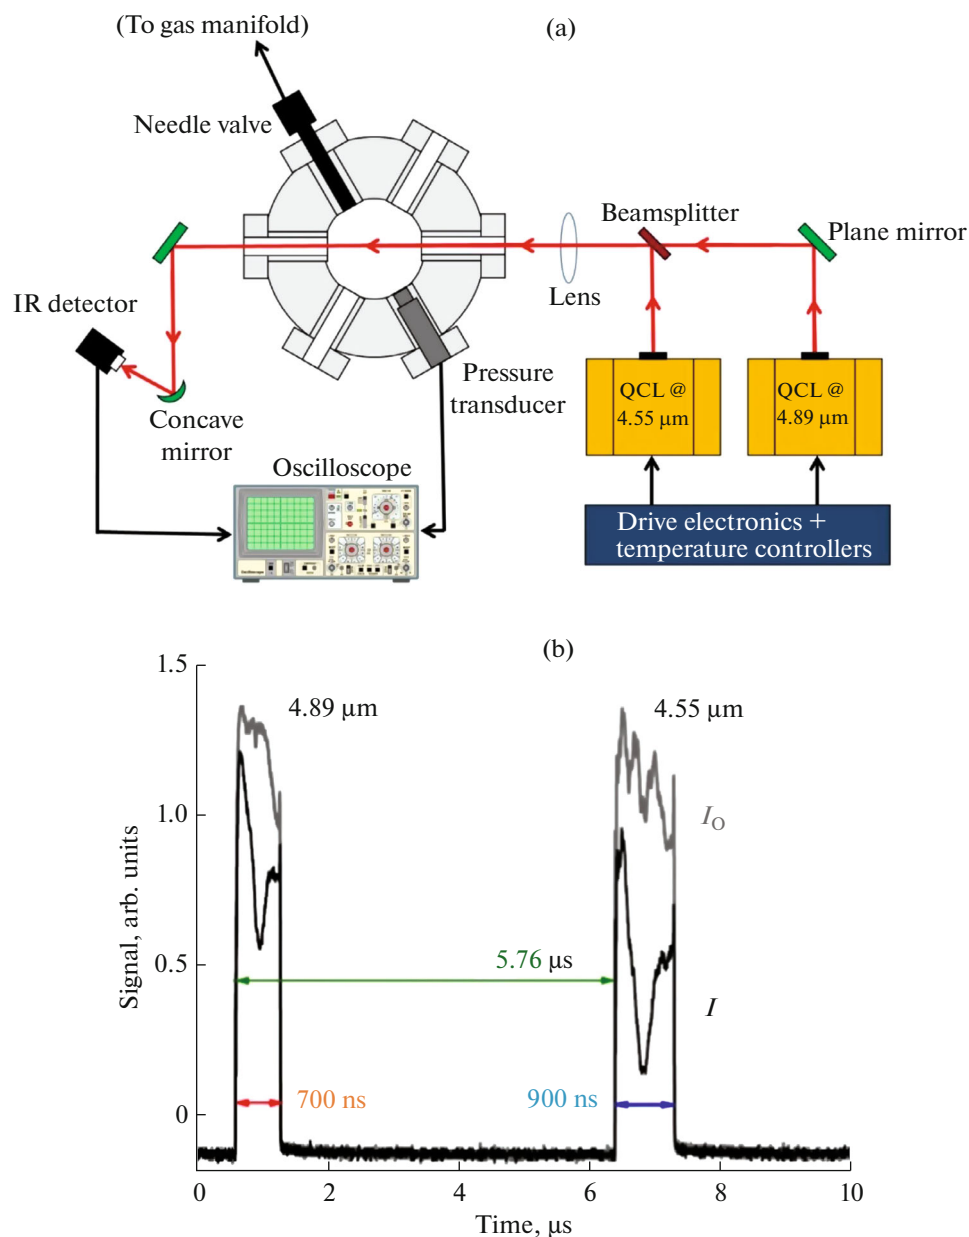 (To gas manifold)
(a)
Needle valve
Beamsplitter
Plane mirror
IR detector
Lens
Pressure
transducer
QCL @
4.55 μm
QCL @
4.89 μm
Concave
mirror
Oscilloscope
Drive electronics +
temperature controllers
(b)
1.5
4.89 μm
4.55 μm
1.0
I_O
Signal, arb. units
5.76 μs
0.5
I
700 ns
900 ns
0
0
2
4
6
8
10
Time, μs